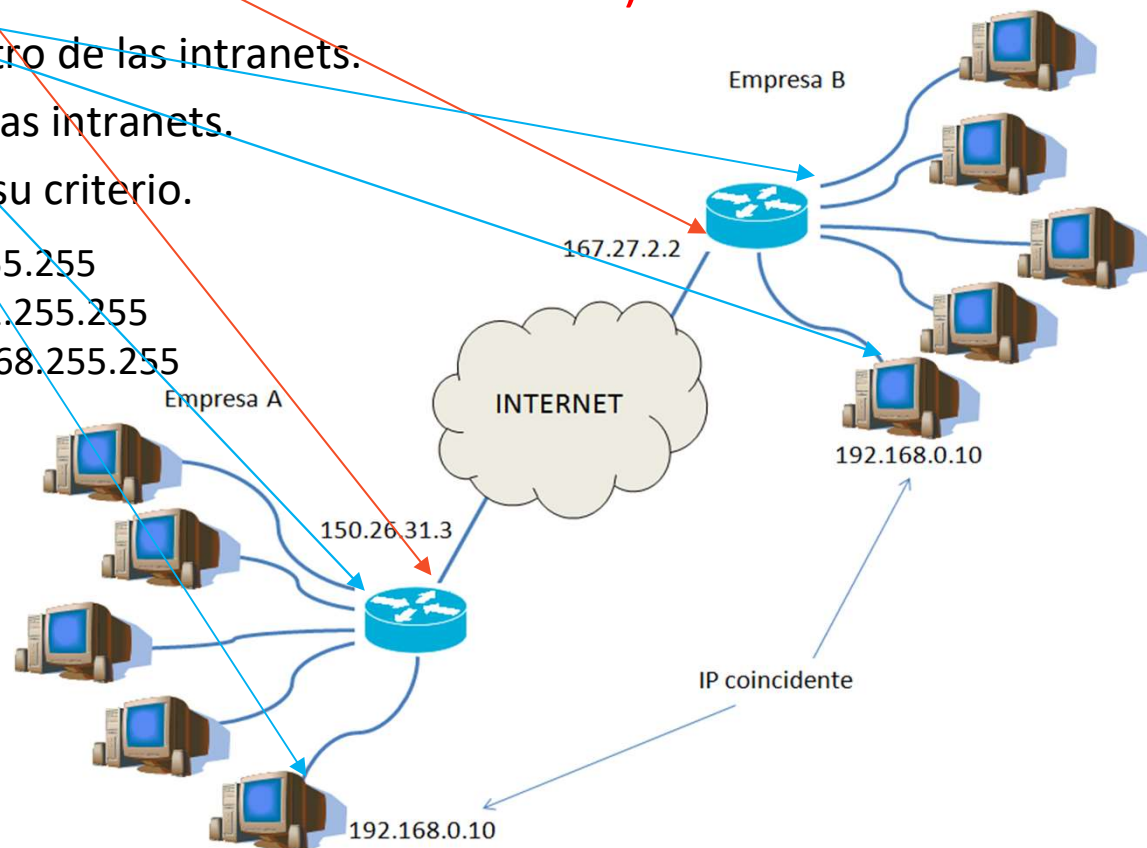 tro de las intranets.
as intranets.
su criterio.
5.255
.255.255
68.255.255
Empresa B
167.27.2.2
INTERNET
192.168.0.10
Empresa A
150.26.31.3
IP coincidente
192.168.0.10